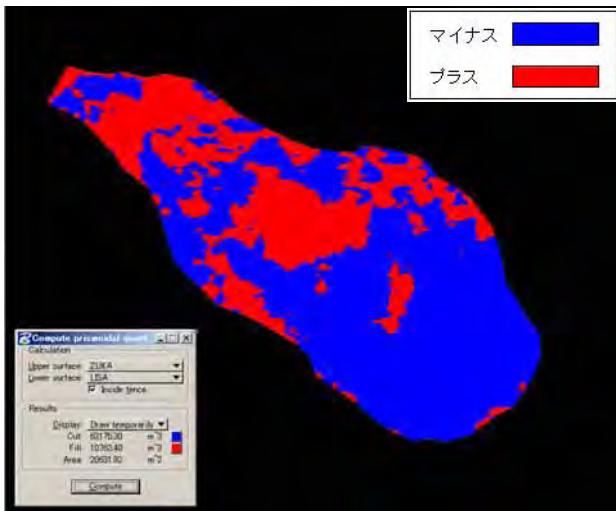 マイナス
プラス
Compute prismoidal quant
Calculation
Upper surface: ZUKA
Lower surface: LISA
Inside fence
Results
Display: Draw temporarily
Cut: m^3
Fill: m^3
Area: m^2
Compute